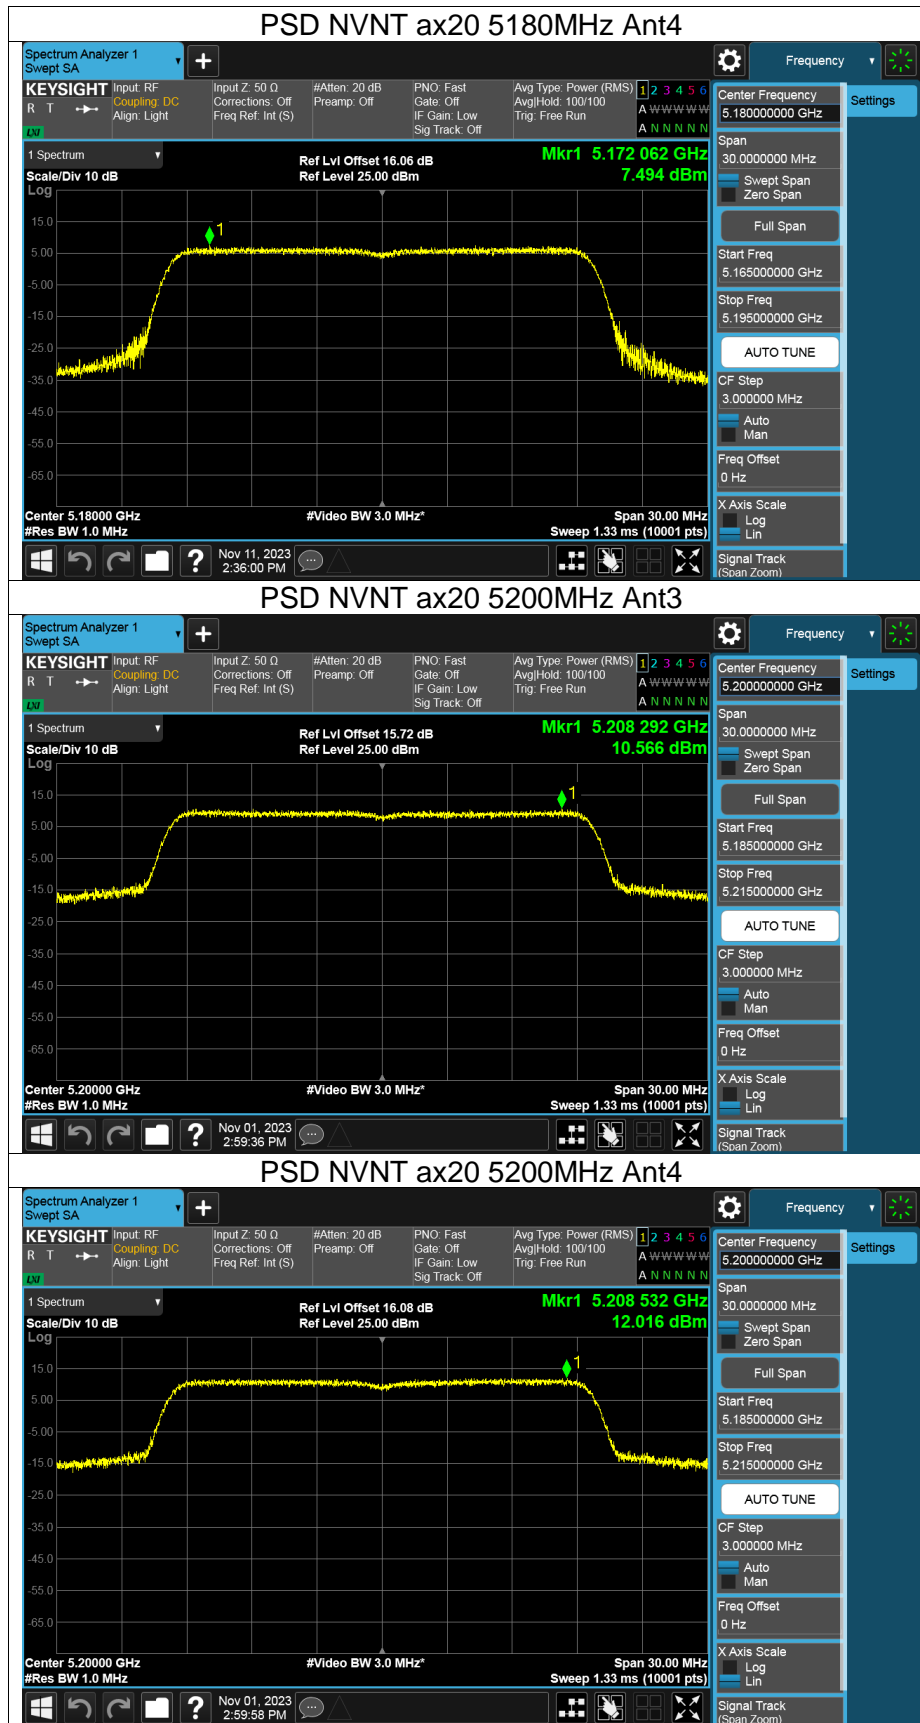 PSD NVNT ax20 5180MHz Ant4
Spectrum Analyzer 1
Swept SA
+
Frequency
KEYSIGHT
R T
LXI
Input: RF
Coupling: DC
Align: Light
Input Z: 50 Ω
Corrections: Off
Freq Ref: Int (S)
#Atten: 20 dB
Preamp: Off
PNO: Fast
Gate: Off
IF Gain: Low
Sig Track: Off
Avg Type: Power (RMS)
Avg|Hold: 100/100
Trig: Free Run
1 2 3 4 5 6
A W W W W W
A N N N N N
1 Spectrum
Scale/Div 10 dB
Log
Ref Lvl Offset 16.06 dB
Ref Level 25.00 dBm
Mkr1 5.172 062 GHz
7.494 dBm
1
15.0
5.00
-5.00
-15.0
-25.0
-35.0
-45.0
-55.0
-65.0
Center 5.18000 GHz
#Res BW 1.0 MHz
#Video BW 3.0 MHz*
Span 30.00 MHz
Sweep 1.33 ms (10001 pts)
?
Nov 11, 2023
2:36:00 PM
Center Frequency
5.180000000 GHz
Settings
Span
30.0000000 MHz
Swept Span
Zero Span
Full Span
Start Freq
5.165000000 GHz
Stop Freq
5.195000000 GHz
AUTO TUNE
CF Step
3.000000 MHz
Auto
Man
Freq Offset
0 Hz
X Axis Scale
Log
Lin
Signal Track
(Span Zoom)
PSD NVNT ax20 5200MHz Ant3
Spectrum Analyzer 1
Swept SA
+
Frequency
KEYSIGHT
R T
LXI
Input: RF
Coupling: DC
Align: Light
Input Z: 50 Ω
Corrections: Off
Freq Ref: Int (S)
#Atten: 20 dB
Preamp: Off
PNO: Fast
Gate: Off
IF Gain: Low
Sig Track: Off
Avg Type: Power (RMS)
Avg|Hold: 100/100
Trig: Free Run
1 2 3 4 5 6
A W W W W W
A N N N N N
1 Spectrum
Scale/Div 10 dB
Log
Ref Lvl Offset 15.72 dB
Ref Level 25.00 dBm
Mkr1 5.208 292 GHz
10.566 dBm
1
15.0
5.00
-5.00
-15.0
-25.0
-35.0
-45.0
-55.0
-65.0
Center 5.20000 GHz
#Res BW 1.0 MHz
#Video BW 3.0 MHz*
Span 30.00 MHz
Sweep 1.33 ms (10001 pts)
?
Nov 01, 2023
2:59:36 PM
Center Frequency
5.200000000 GHz
Settings
Span
30.0000000 MHz
Swept Span
Zero Span
Full Span
Start Freq
5.185000000 GHz
Stop Freq
5.215000000 GHz
AUTO TUNE
CF Step
3.000000 MHz
Auto
Man
Freq Offset
0 Hz
X Axis Scale
Log
Lin
Signal Track
(Span Zoom)
PSD NVNT ax20 5200MHz Ant4
Spectrum Analyzer 1
Swept SA
+
Frequency
KEYSIGHT
R T
LXI
Input: RF
Coupling: DC
Align: Light
Input Z: 50 Ω
Corrections: Off
Freq Ref: Int (S)
#Atten: 20 dB
Preamp: Off
PNO: Fast
Gate: Off
IF Gain: Low
Sig Track: Off
Avg Type: Power (RMS)
Avg|Hold: 100/100
Trig: Free Run
1 2 3 4 5 6
A W W W W W
A N N N N N
1 Spectrum
Scale/Div 10 dB
Log
Ref Lvl Offset 16.08 dB
Ref Level 25.00 dBm
Mkr1 5.208 532 GHz
12.016 dBm
1
15.0
5.00
-5.00
-15.0
-25.0
-35.0
-45.0
-55.0
-65.0
Center 5.20000 GHz
#Res BW 1.0 MHz
#Video BW 3.0 MHz*
Span 30.00 MHz
Sweep 1.33 ms (10001 pts)
?
Nov 01, 2023
2:59:58 PM
Center Frequency
5.200000000 GHz
Settings
Span
30.0000000 MHz
Swept Span
Zero Span
Full Span
Start Freq
5.185000000 GHz
Stop Freq
5.215000000 GHz
AUTO TUNE
CF Step
3.000000 MHz
Auto
Man
Freq Offset
0 Hz
X Axis Scale
Log
Lin
Signal Track
(Span Zoom)